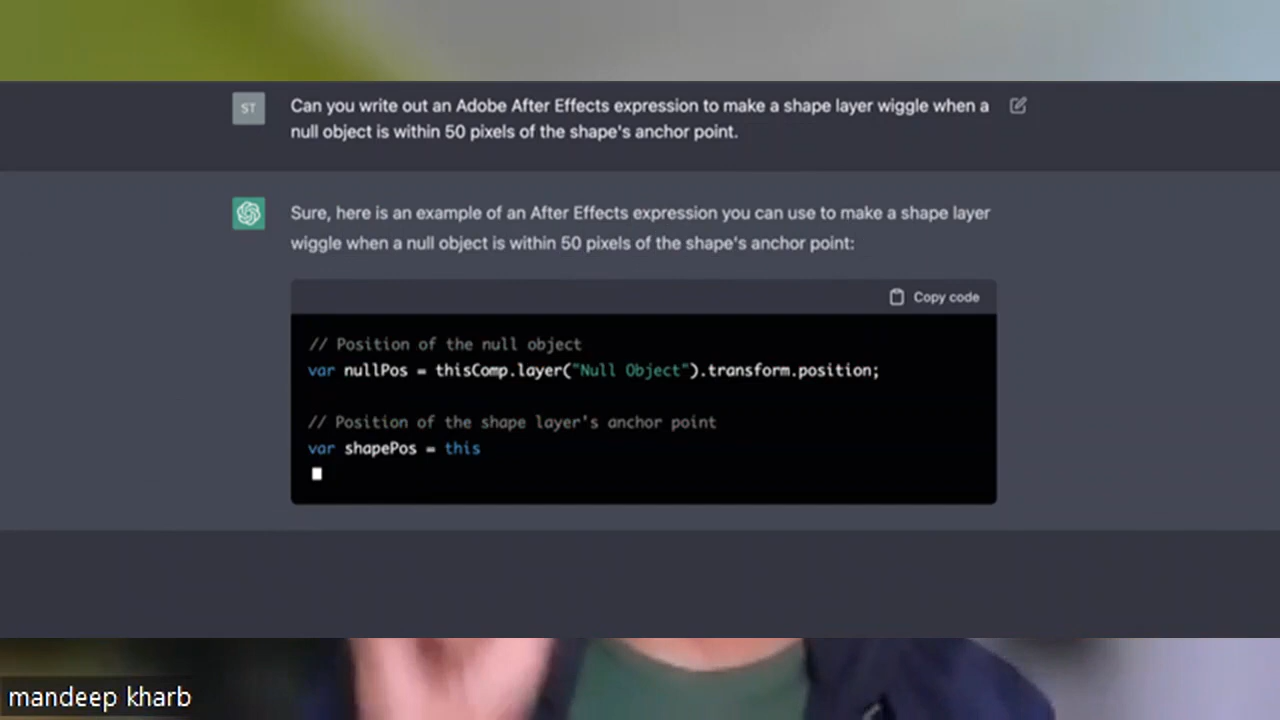 ST
Can you write out an Adobe After Effects expression to make a shape layer wiggle when a
null object is within 50 pixels of the shape's anchor point.
Sure, here is an example of an After Effects expression you can use to make a shape layer
wiggle when a null object is within 50 pixels of the shape's anchor point:
Copy code
// Position of the null object
var nullPos = thisComp.layer("Null Object").transform.position;
// Position of the shape layer's anchor point
var shapePos = this
mandeep kharb